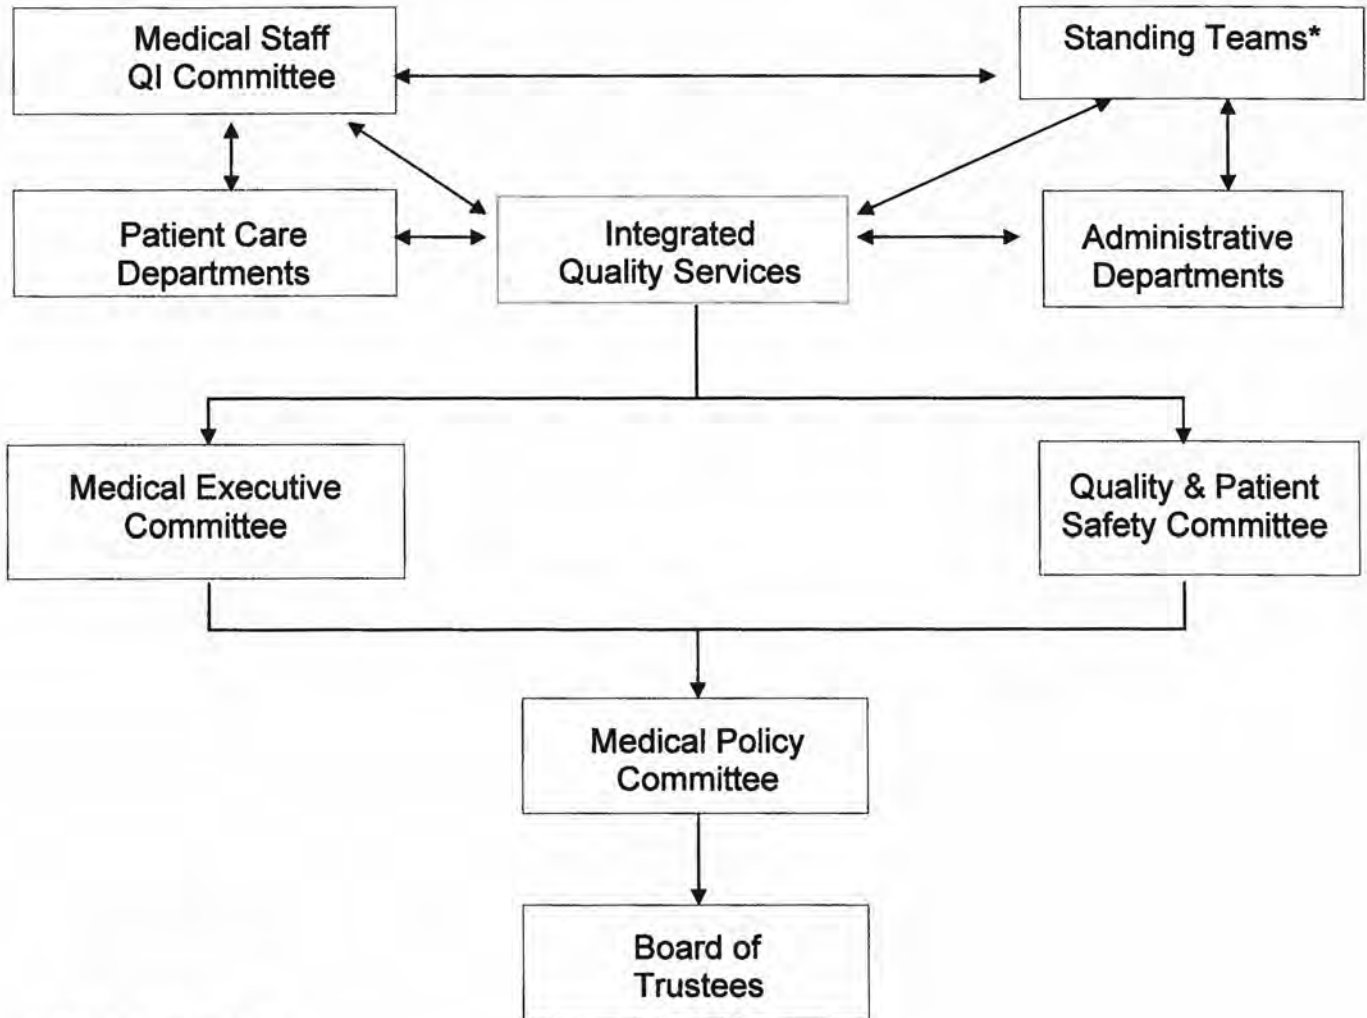 Medical Staff
QI Committee
Standing Teams*
Patient Care
Departments
Integrated
Quality Services
Administrative
Departments
Medical Executive
Committee
Quality & Patient
Safety Committee
Medical Policy
Committee
Board of
Trustees